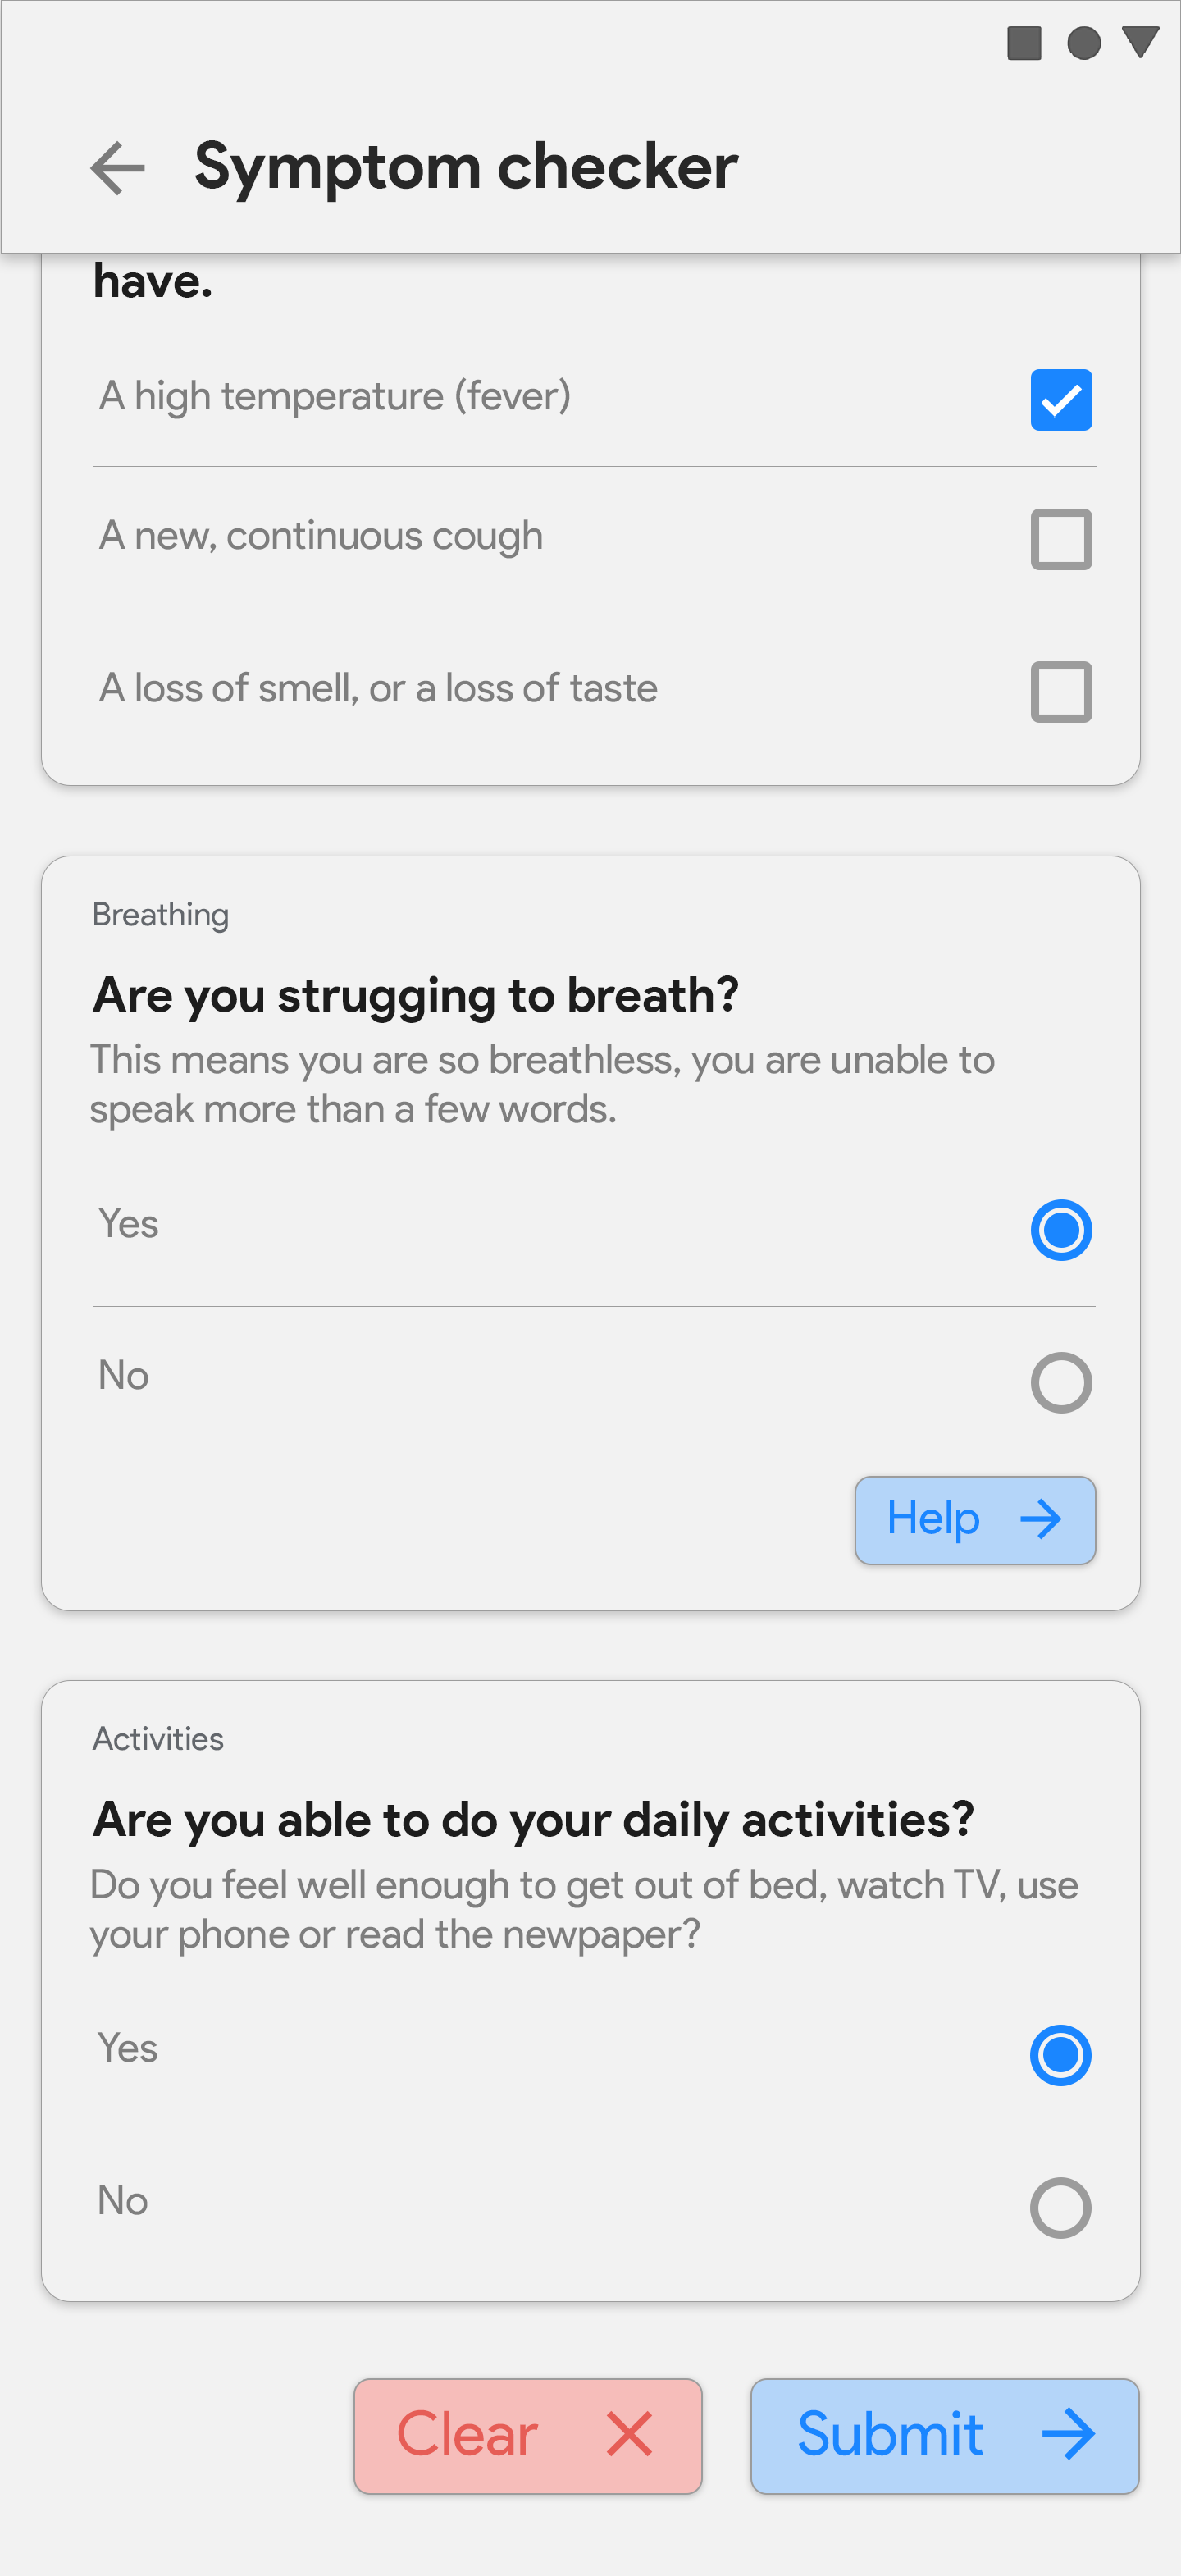 Symptom checker
have.
A high temperature (fever)
A new, continuous cough
A loss of smell, or a loss of taste
Breathing
Are you strugging to breath?
This means you are so breathless, you are unable to
speak more than a few words.
Yes
No
Help
Activities
Are you able to do your daily activities?
Do you feel well enough to get out of bed, watch TV, use
your phone or read the newpaper?
Yes
No
Clear
Submit